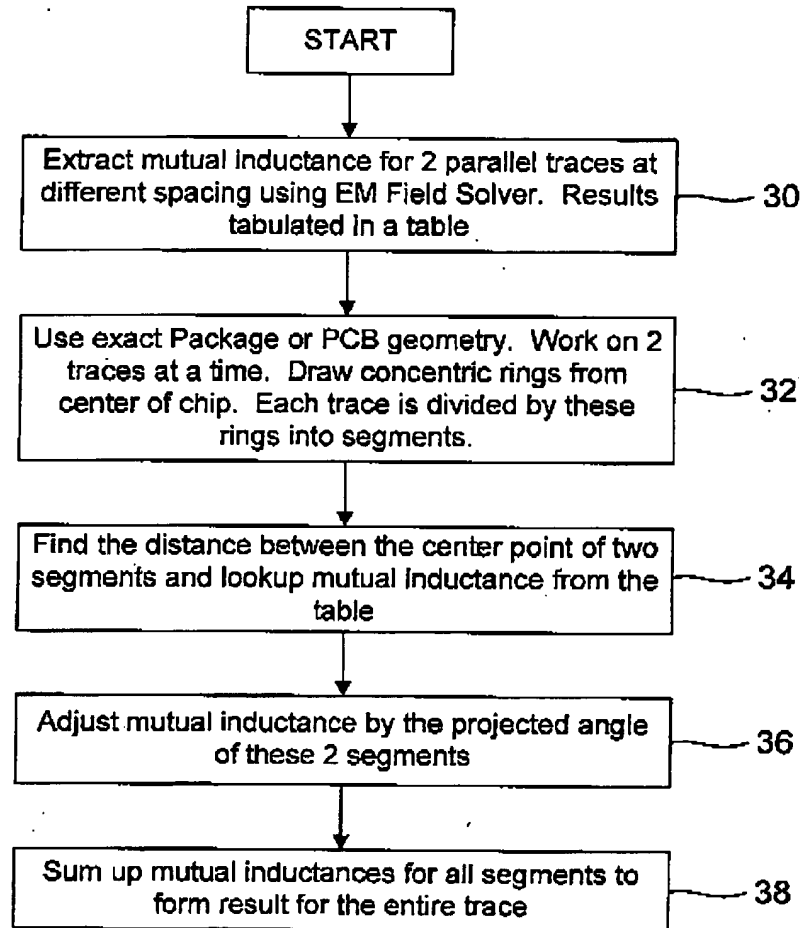 START
Extract mutual inductance for 2 parallel traces at
different spacing using EM Field Solver. Results
tabulated in a table
30
Use exact Package or PCB geometry. Work on 2
traces at a time. Draw concentric rings from
center of chip. Each trace is divided by these
rings into segments.
32
Find the distance between the center point of two
segments and lookup mutual inductance from the
table
34
Adjust mutual inductance by the projected angle
of these 2 segments
36
Sum up mutual inductances for all segments to
form result for the entire trace
38